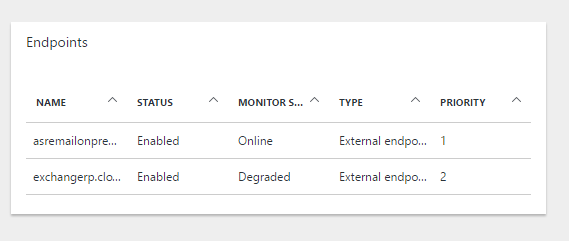 Endpoints
NAME STATUS MONITOR S... TYPE PRIORITY
asremailonpre... Enabled Online External endpo... 1
exchangerp.clo... Enabled Degraded External endpo... 2